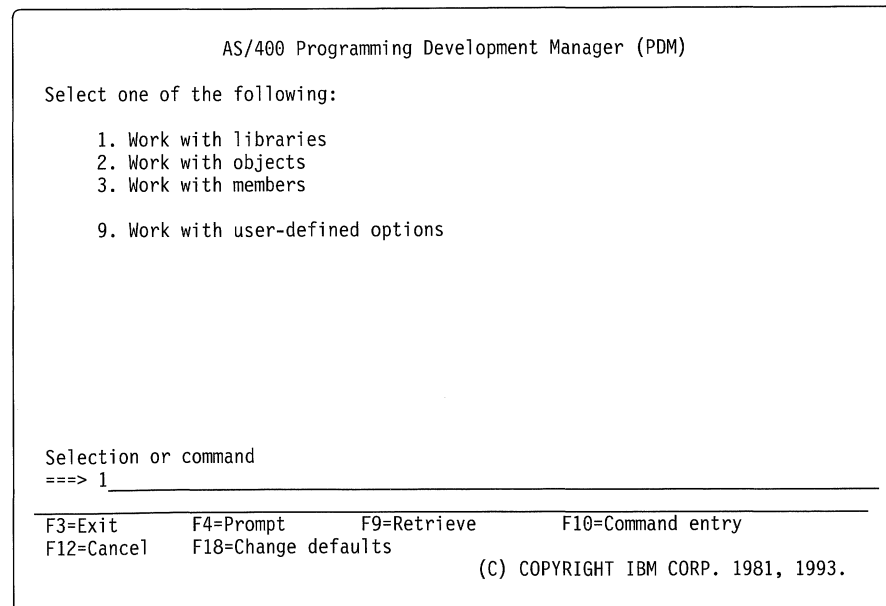 AS/400 Programming Development Manager (PDM)
Select one of the following:
1. Work with libraries
2. Work with objects
3. Work with members
9. Work with user-defined options
Selection or command
===> 1
F3=Exit F4=Prompt F9=Retrieve F10=Command entry
F12=Cancel F18=Change defaults
(C) COPYRIGHT IBM CORP. 1981, 1993.